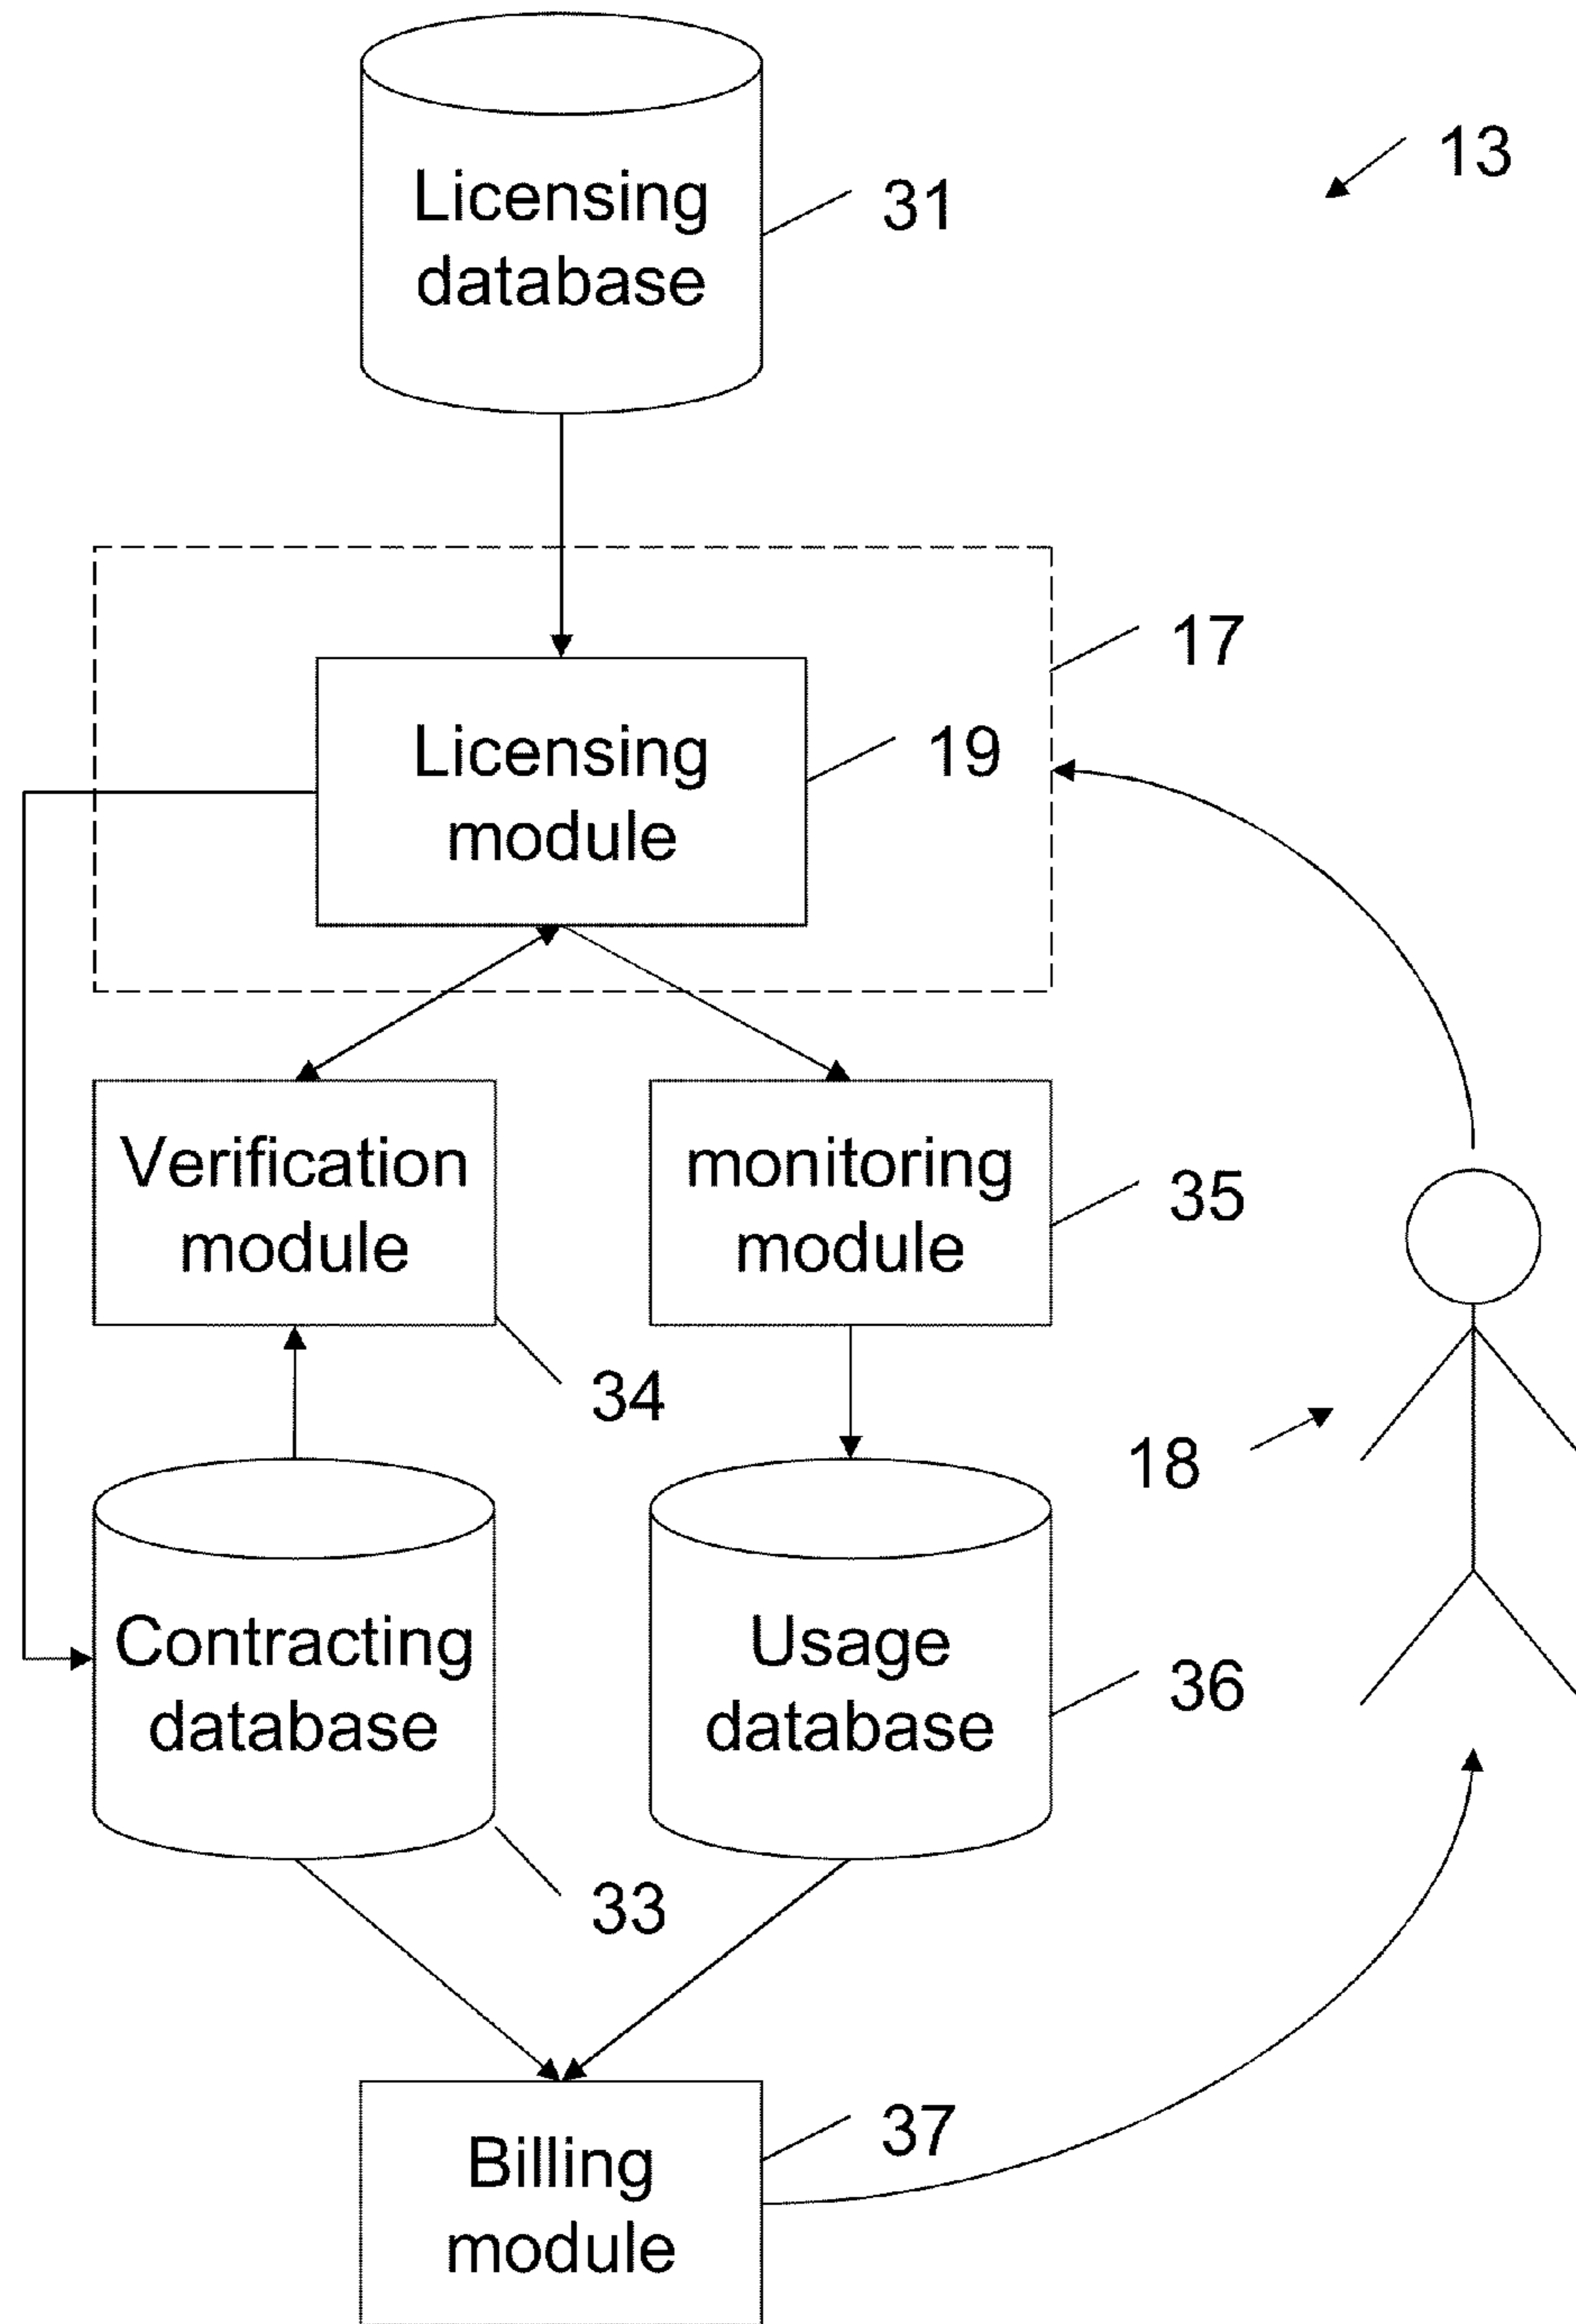 13
Licensing
database
31
17
Licensing
module
19
Verification
module
34
monitoring
module
35
18
Contracting
database
33
Usage
database
36
Billing
module
37